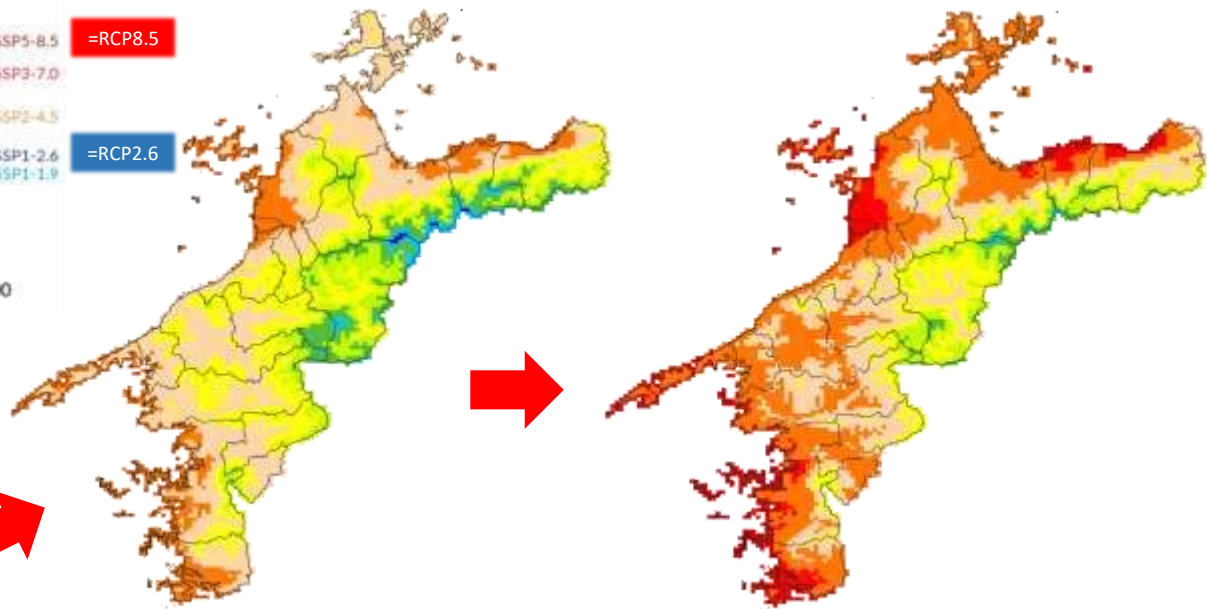 SSP5-8.5
=RCP8.5
SSP3-7.0
SSP2-4.5
SSP1-2.6
=RCP2.6
SSP1-1.9